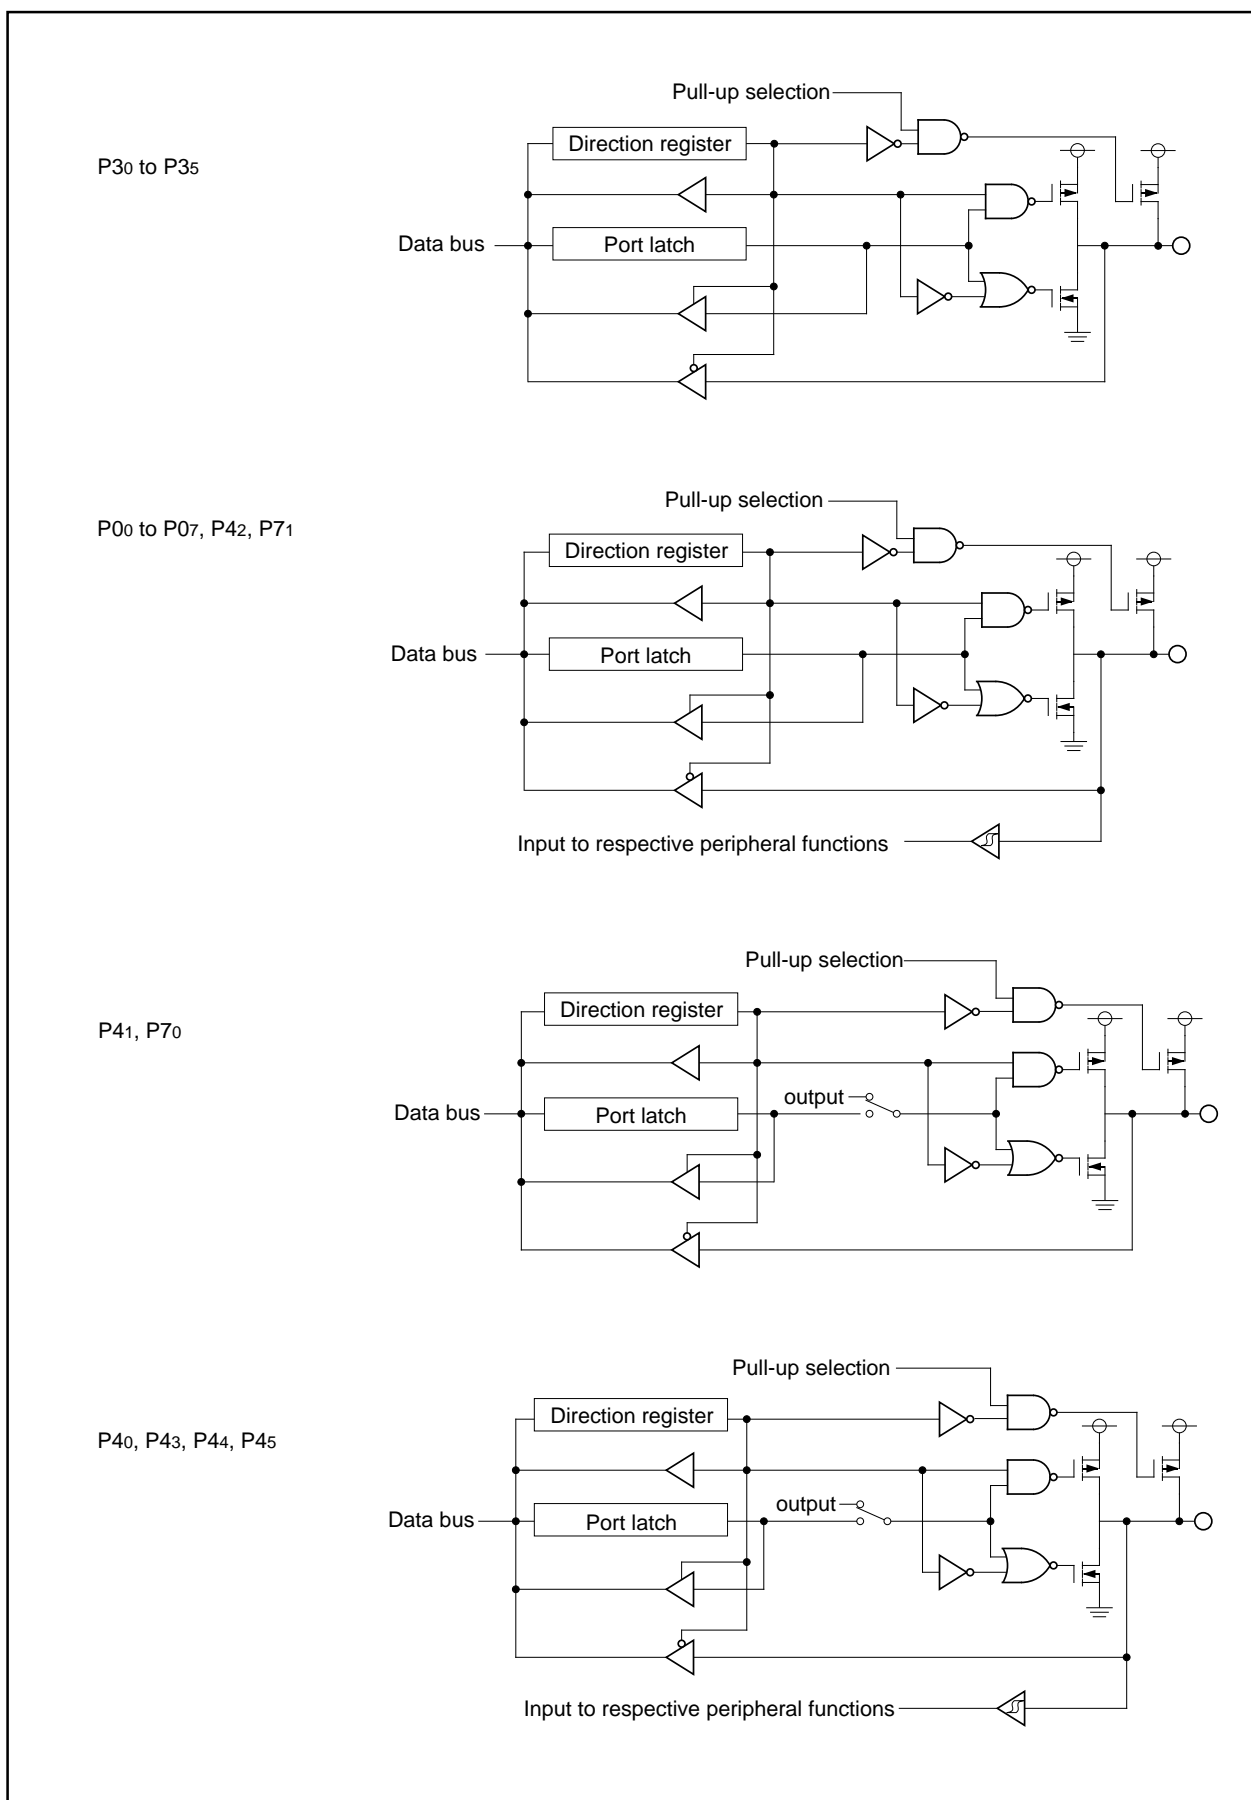 Pull-up selection
Direction register
P30 to P35
Data bus
Port latch
Pull-up selection
P00 to P07, P42, P71
Direction register
Data bus
Port latch
Input to respective peripheral functions
Pull-up selection
Direction register
P41, P70
output
Data bus
Port latch
Pull-up selection
Direction register
P40, P43, P44, P45
output
Data bus
Port latch
Input to respective peripheral functions